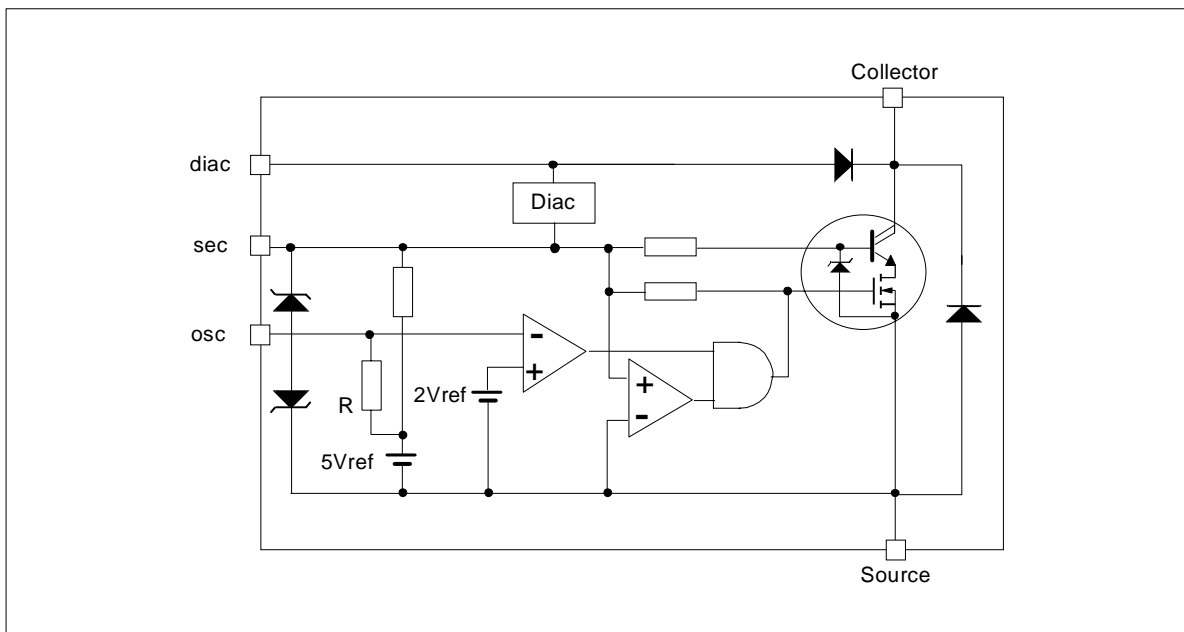 Collector
diac
Diac
sec
osc
-
+
2Vref
+
-
R
5Vref
Source